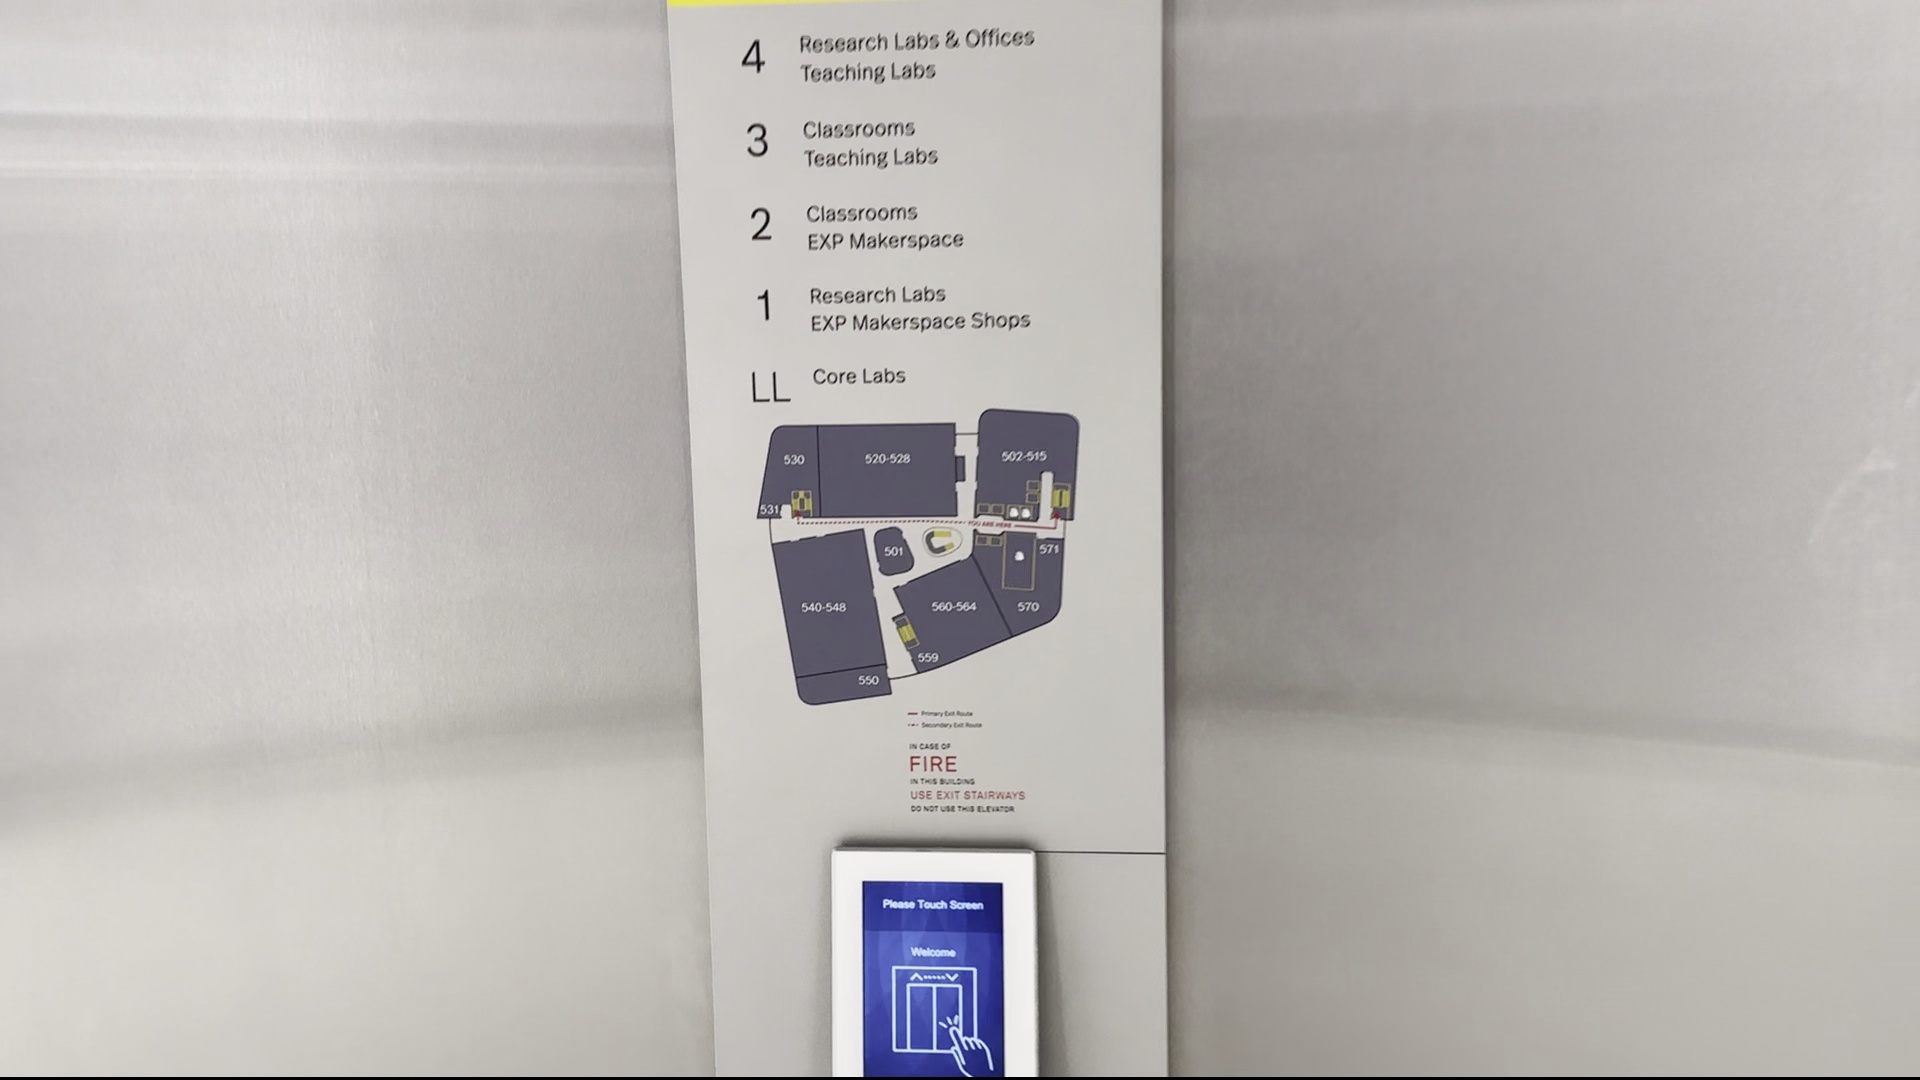 4 Research Labs & Offices
Teaching Labs
3 Classrooms
Teaching Labs
2 Classrooms
EXP Makerspace
1 Research Labs
EXP Makerspace Shops
LL Core Labs
530
520-528
502-515
531
YOU ARE HERE
501
571
540-548
560-564
570
559
550
Primary Exit Route
Secondary Exit Route
IN CASE OF
FIRE
IN THIS BUILDING
USE EXIT STAIRWAYS
DO NOT USE THIS ELEVATOR
Please Touch Screen
Welcome